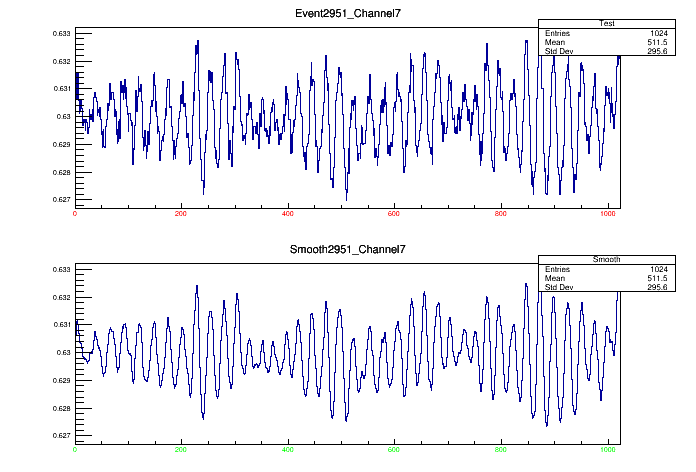 Event2951_Channel7
Test
Entries 1024
Mean 511.5
Std Dev 295.6
0.633
0.632
0.631
0.63
0.629
0.628
0.627
0 200 400 600 800 1000
Smooth2951_Channel7
Smooth
Entries 1024
Mean 511.5
Std Dev 295.6
0.633
0.632
0.631
0.63
0.629
0.628
0.627
0 200 400 600 800 1000